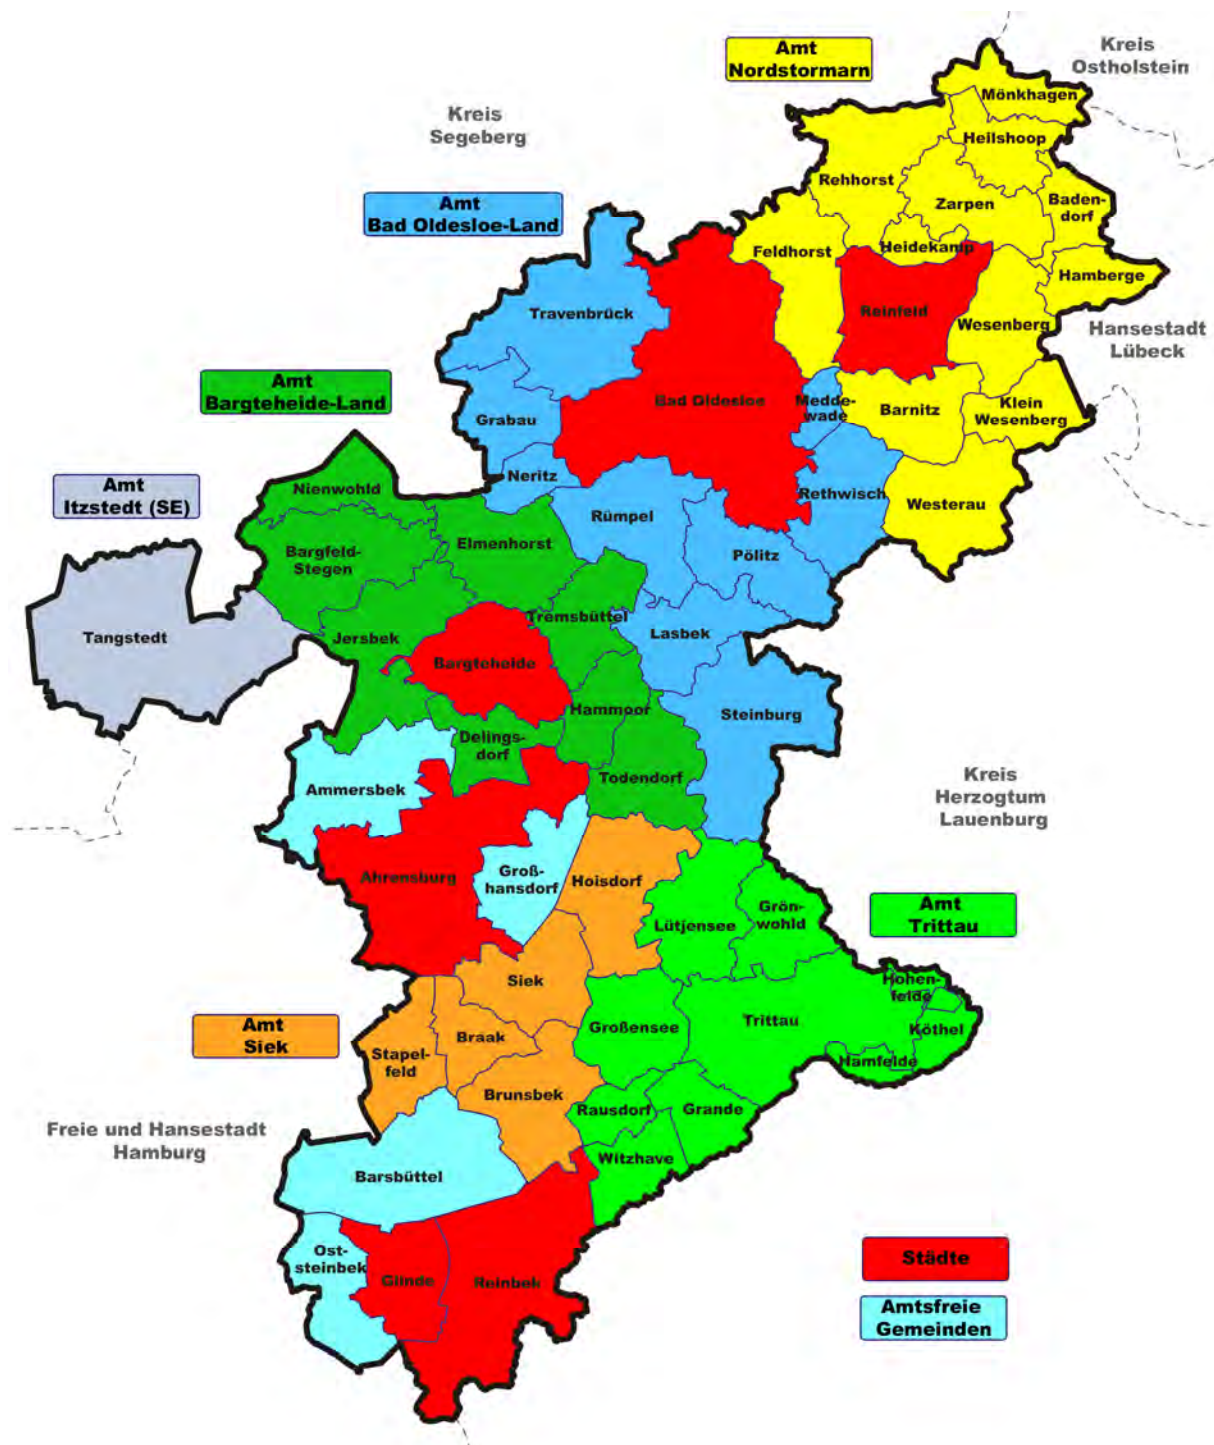 Amt
Nordstormarn
Kreis
Ostholstein
Mönkhagen
Kreis
Segeberg
Heilshoop
Rehhorst
Zarpen
Baden-
dorf
Amt
Bad Oldesloe-Land
Feldhorst
Heidekamp
Hamberge
Travenbrück
Reinfeld
Wesenberg
Hansestadt
Lübeck
Amt
Bargteheide-Land
Bad Oldesloe
Medde-
wade
Barnitz
Klein
Wesenberg
Grabau
Neritz
Amt
Itzstedt (SE)
Nienwohld
Rethwisch
Westerau
Rümpel
Bargfeld-
Stegen
Elmenhorst
Pölitz
Tremsbüttel
Tangstedt
Jersbek
Lasbek
Bargteheide
Hammoor
Steinburg
Delings-
dorf
Ammersbek
Todendorf
Kreis
Herzogtum
Lauenburg
Ahrensburg
Groß-
hansdorf
Hoisdorf
Lütjensee
Grön-
wohld
Amt
Trittau
Siek
Hohen-
felde
Amt
Siek
Stapel-
feld
Braak
Großensee
Trittau
Köthel
Hamfelde
Brunsbek
Rausdorf
Grande
Freie und Hansestadt
Hamburg
Witzhave
Barsbüttel
Ost-
steinbek
Glinde
Reinbek
Städte
Amtsfreie
Gemeinden